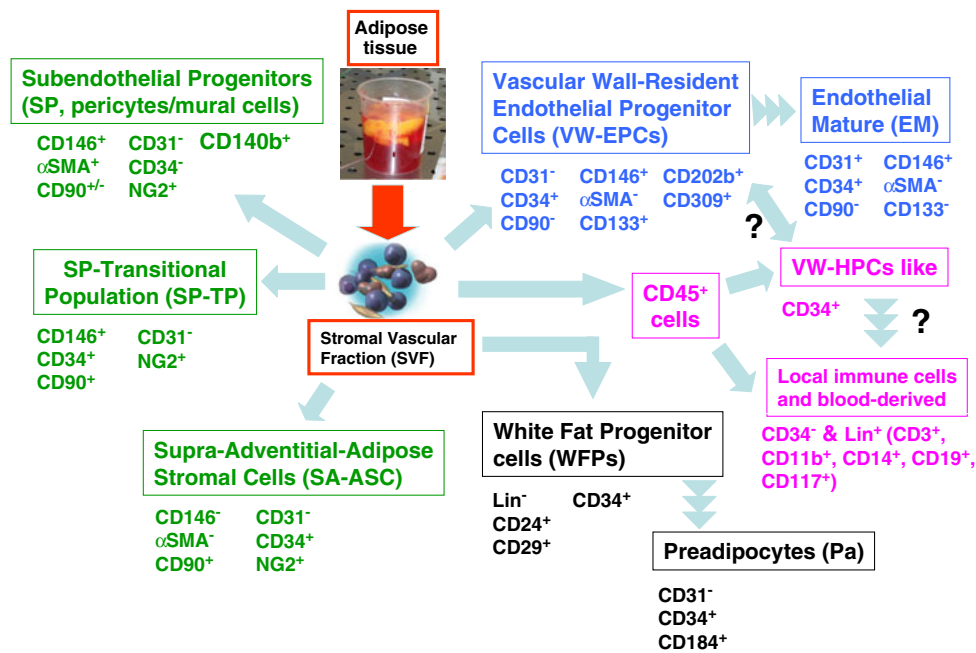 Adipose
tissue
Subendothelial Progenitors
(SP, pericytes/mural cells)
CD146⁺ CD31⁻ CD140b⁺
αSMA⁺ CD34⁻
CD90⁺/⁻ NG2⁺
Vascular Wall-Resident
Endothelial Progenitor
Cells (VW-EPCs)
CD31⁻ CD146⁺ CD202b⁺
CD34⁺ αSMA⁻ CD309⁺
CD90⁻ CD133⁺
Endothelial
Mature (EM)
CD31⁺ CD146⁺
CD34⁺ αSMA⁻
CD90⁻ CD133⁻
?
SP-Transitional
Population (SP-TP)
CD146⁺ CD31⁻
CD34⁺ NG2⁺
CD90⁺
Stromal Vascular
Fraction (SVF)
CD45⁺
cells
VW-HPCs like
CD34⁺
?
Local immune cells
and blood-derived
CD34⁻ & Lin⁺ (CD3⁺,
CD11b⁺, CD14⁺, CD19⁺,
CD117⁺)
Supra-Adventitial-Adipose
Stromal Cells (SA-ASC)
CD146⁻ CD31⁻
αSMA⁻ CD34⁺
CD90⁺ NG2⁺
White Fat Progenitor
cells (WFPs)
Lin⁻ CD34⁺
CD24⁺
CD29⁺
Preadipocytes (Pa)
CD31⁻
CD34⁺
CD184⁺